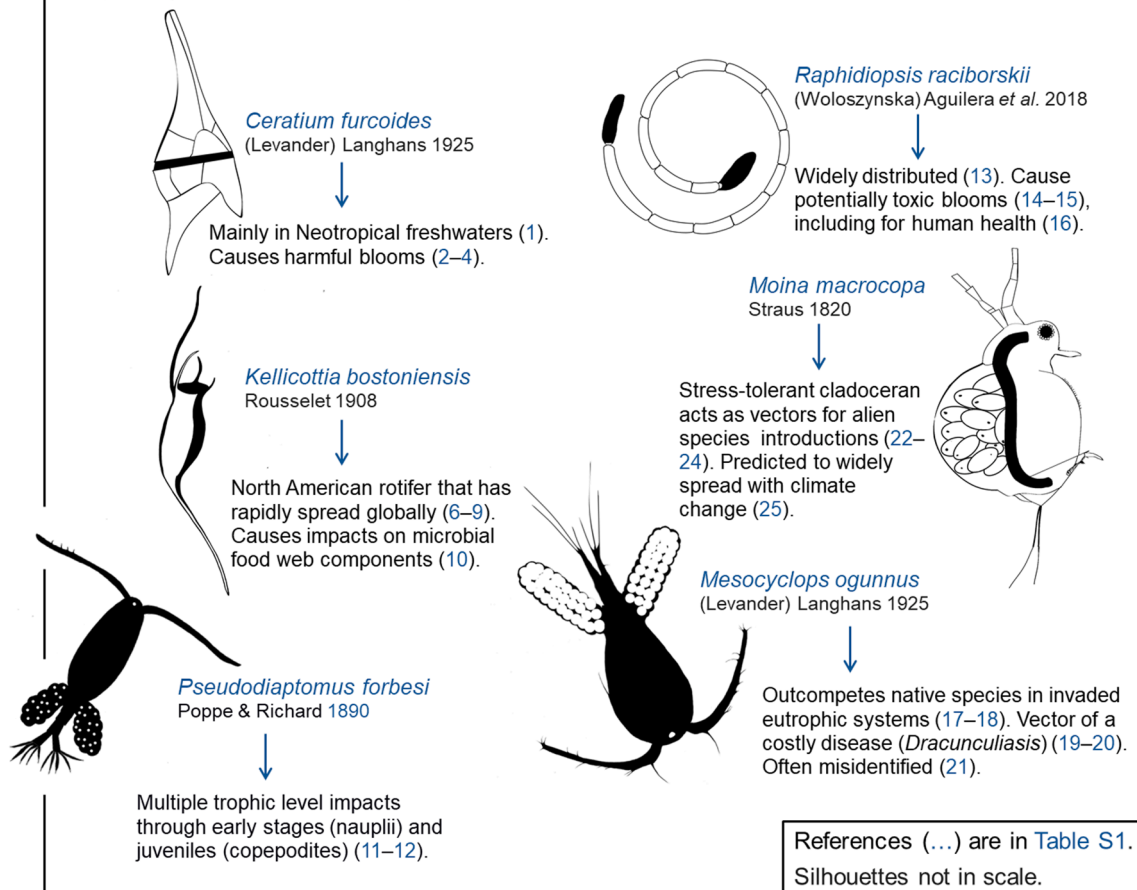 Ceratium furcoides
(Levander) Langhans 1925
Mainly in Neotropical freshwaters (1).
Causes harmful blooms (2–4).
Kellicottia bostoniensis
Rousselet 1908
North American rotifer that has
rapidly spread globally (6–9).
Causes impacts on microbial
food web components (10).
Pseudodiaptomus forbesi
Poppe & Richard 1890
Multiple trophic level impacts
through early stages (nauplii) and
juveniles (copepodites) (11–12).
Raphidiopsis raciborskii
(Woloszynska) Aguilera et al. 2018
Widely distributed (13). Cause
potentially toxic blooms (14–15),
including for human health (16).
Moina macrocopa
Straus 1820
Stress-tolerant cladoceran
acts as vectors for alien
species introductions (22–
24). Predicted to widely
spread with climate
change (25).
Mesocyclops ogunnus
(Levander) Langhans 1925
Outcompetes native species in invaded
eutrophic systems (17–18). Vector of a
costly disease (Dracunculiasis) (19–20).
Often misidentified (21).
References (...) are in Table S1.
Silhouettes not in scale.